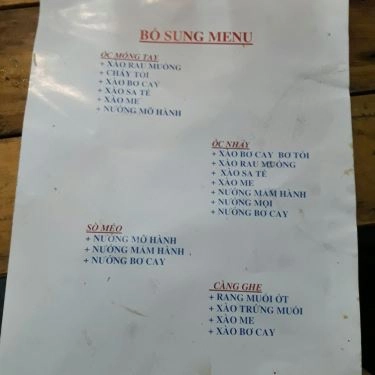 BỔ SUNG MENU
ỐC MÓNG TAY
+ XÀO RAU MUỐNG
+ CHÁY TỎI
+ XÀO BƠ CAY
+ XÀO SA TẾ
+ XÀO ME
+ NƯỚNG MỠ HÀNH
ỐC NHẢY
+ XÀO BƠ CAY BƠ TỎI
+ XÀO RAU MUỐNG
+ XÀO SA TẾ
+ XÀO ME
+ NƯỚNG MẮM HÀNH
+ NƯỚNG MỌI
+ NƯỚNG BƠ CAY
SÒ MÉO
+ NƯỚNG MỠ HÀNH
+ NƯỚNG MẮM HÀNH
+ NƯỚNG BƠ CAY
CÀNG GHẸ
+ RANG MUỐI ỚT
+ XÀO TRỨNG MUỐI
+ XÀO ME
+ XÀO BƠ CAY